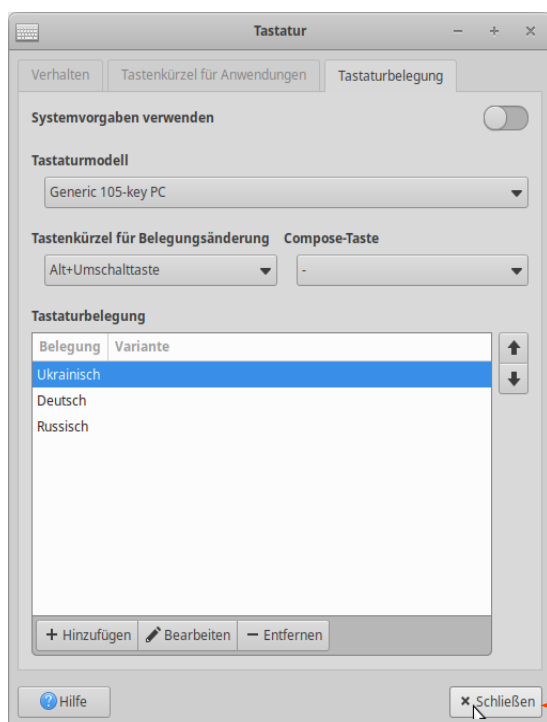 Tastatur
Verhalten Tastenkürzel für Anwendungen Tastaturbelegung
Systemvorgaben verwenden
Tastaturmodell
Generic 105-key PC
Tastenkürzel für Belegungsänderung Compose-Taste
Alt+Umschalttaste -
Tastaturbelegung
Belegung Variante
Ukrainisch
Deutsch
Russisch
Hinzufügen Bearbeiten Entfernen
Hilfe Schließen